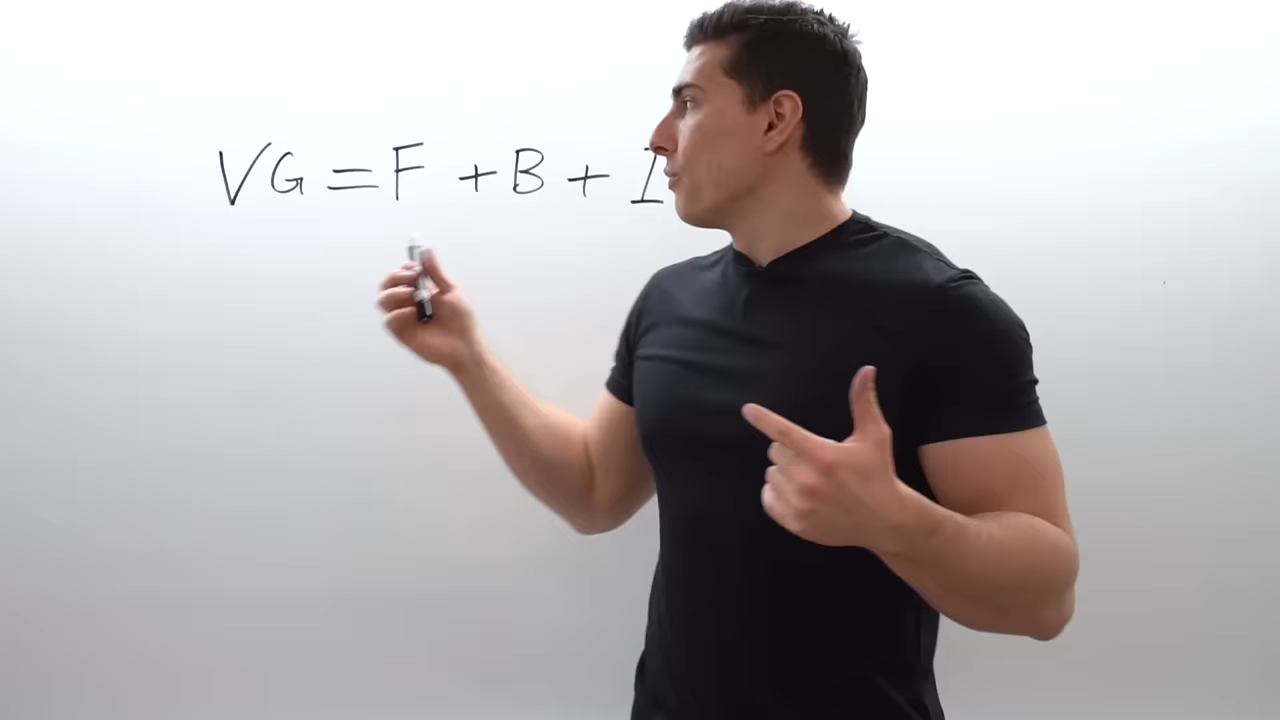 VG = F + B + I